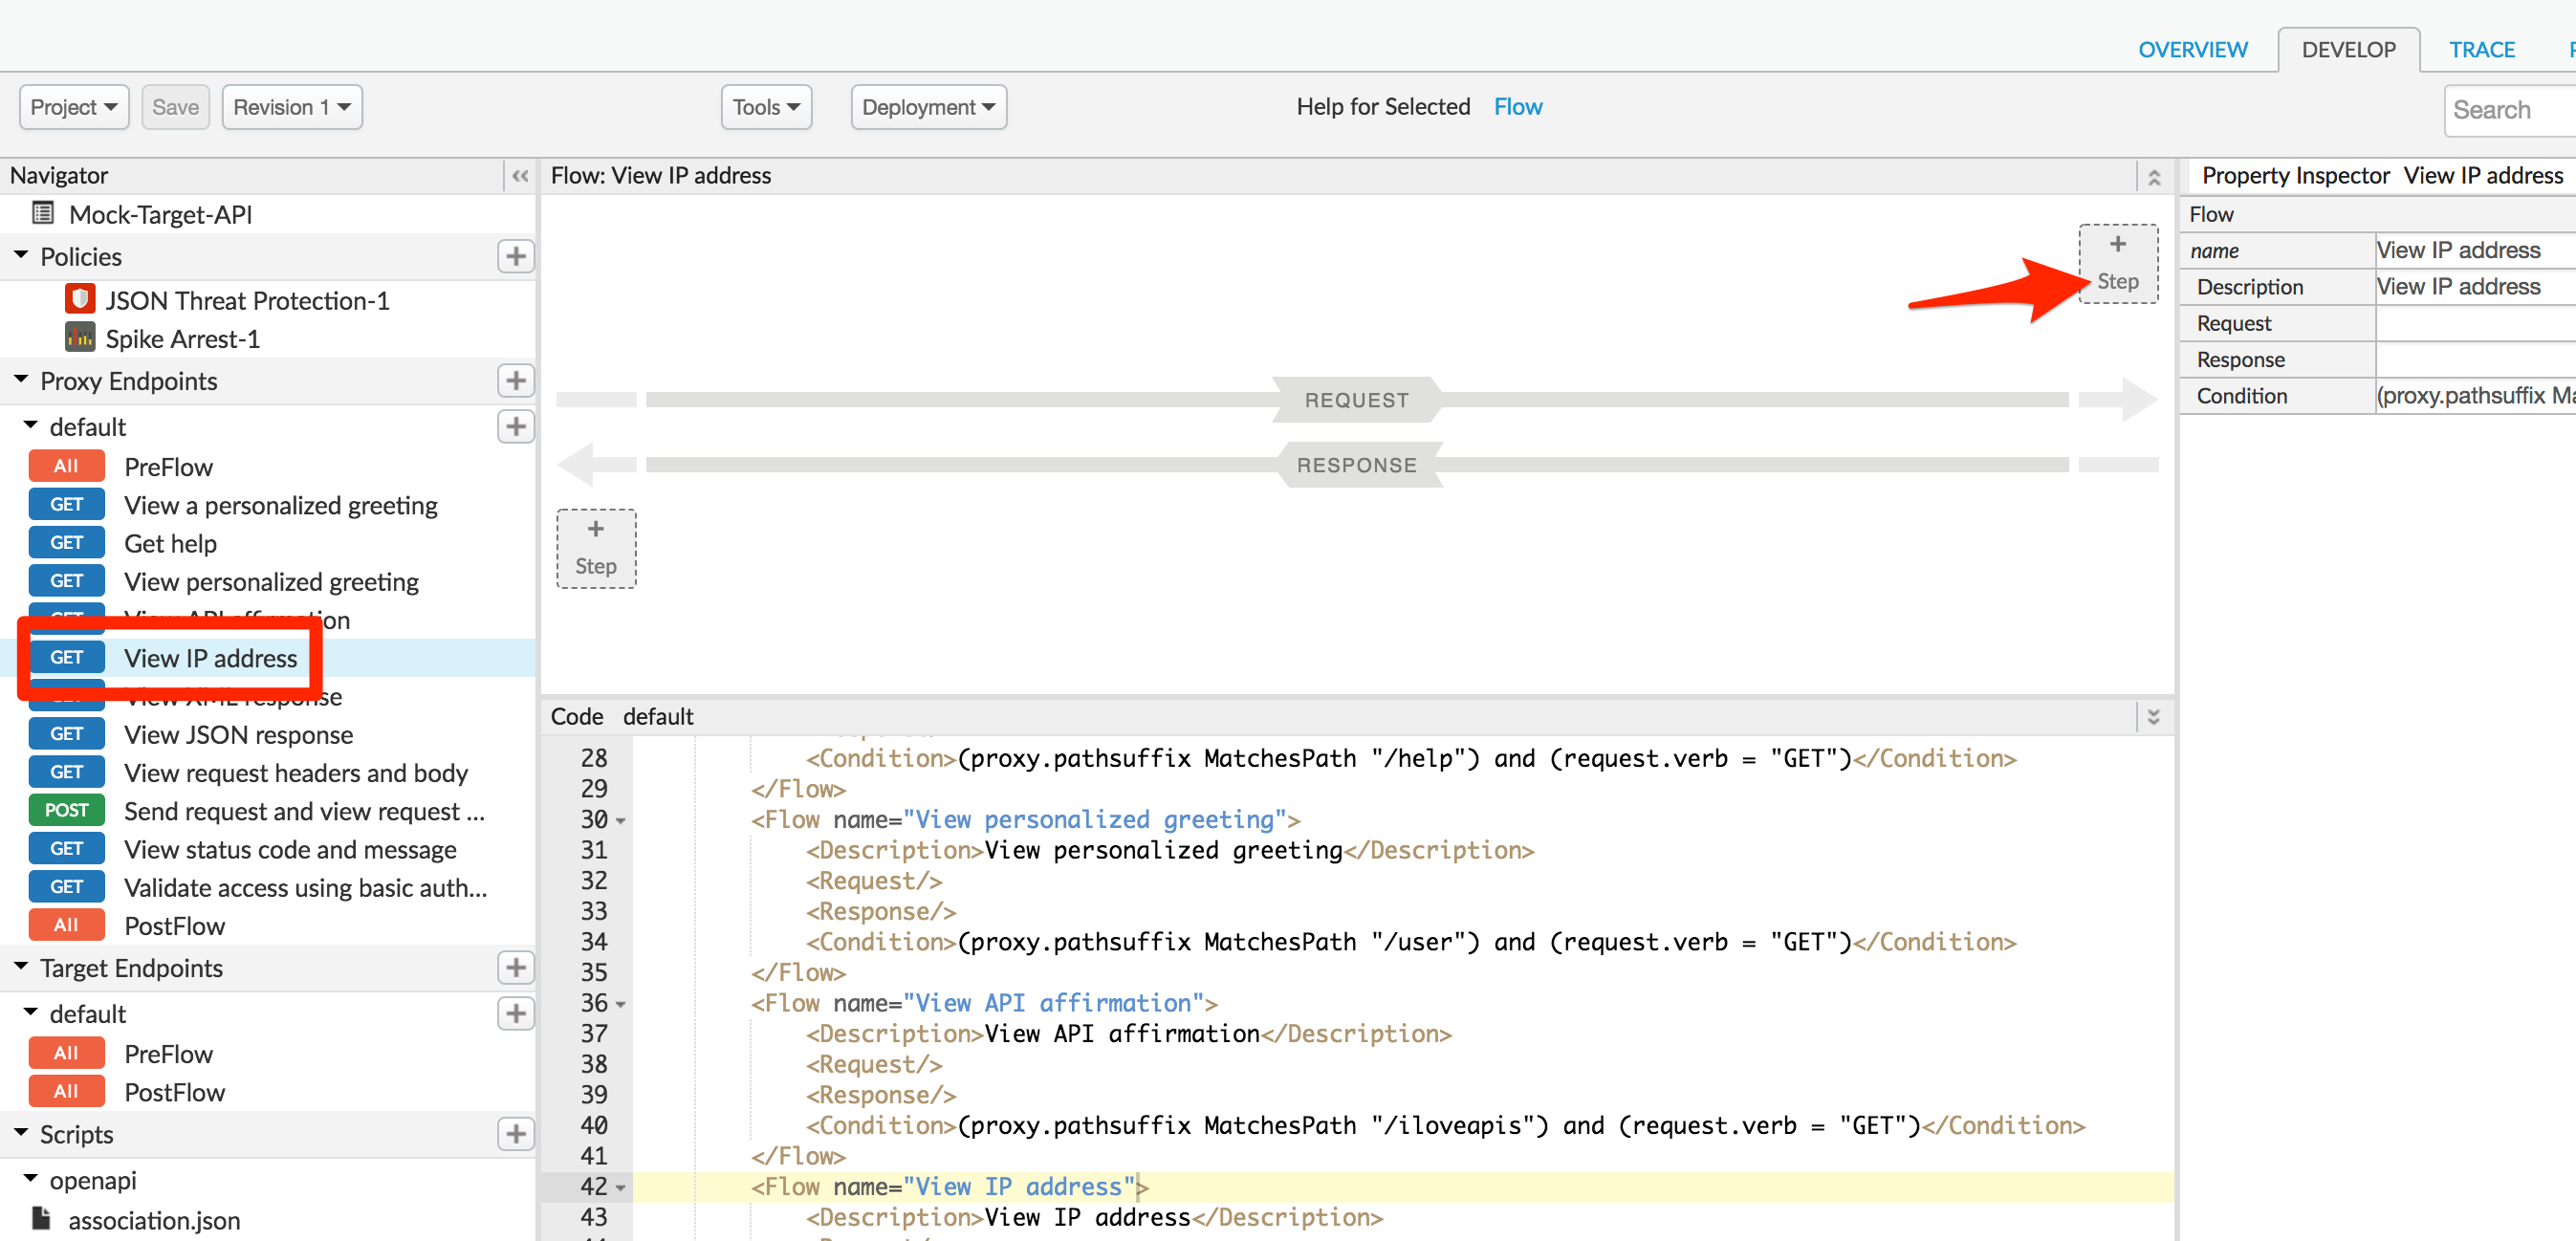 OVERVIEW DEVELOP TRACE
Project Save Revision 1 Tools Deployment Help for Selected Flow Search
Navigator
Mock-Target-API
Policies
JSON Threat Protection-1
Spike Arrest-1
Proxy Endpoints
default
All PreFlow
GET View a personalized greeting
GET Get help
GET View personalized greeting
GET View API affirmation
GET View IP address
GET View XML response
GET View JSON response
GET View request headers and body
POST Send request and view request ...
GET View status code and message
GET Validate access using basic auth...
All PostFlow
Target Endpoints
default
All PreFlow
All PostFlow
Scripts
openapi
association.json
Flow: View IP address
+
Step
REQUEST
RESPONSE
+
Step
Code default
28 <Condition>(proxy.pathsuffix MatchesPath "/help") and (request.verb = "GET")</Condition>
29 </Flow>
30 <Flow name="View personalized greeting">
31 <Description>View personalized greeting</Description>
32 <Request/>
33 <Response/>
34 <Condition>(proxy.pathsuffix MatchesPath "/user") and (request.verb = "GET")</Condition>
35 </Flow>
36 <Flow name="View API affirmation">
37 <Description>View API affirmation</Description>
38 <Request/>
39 <Response/>
40 <Condition>(proxy.pathsuffix MatchesPath "/iloveapis") and (request.verb = "GET")</Condition>
41 </Flow>
42 <Flow name="View IP address">
43 <Description>View IP address</Description>
Property Inspector View IP address
Flow
name View IP address
Description View IP address
Request
Response
Condition (proxy.pathsuffix